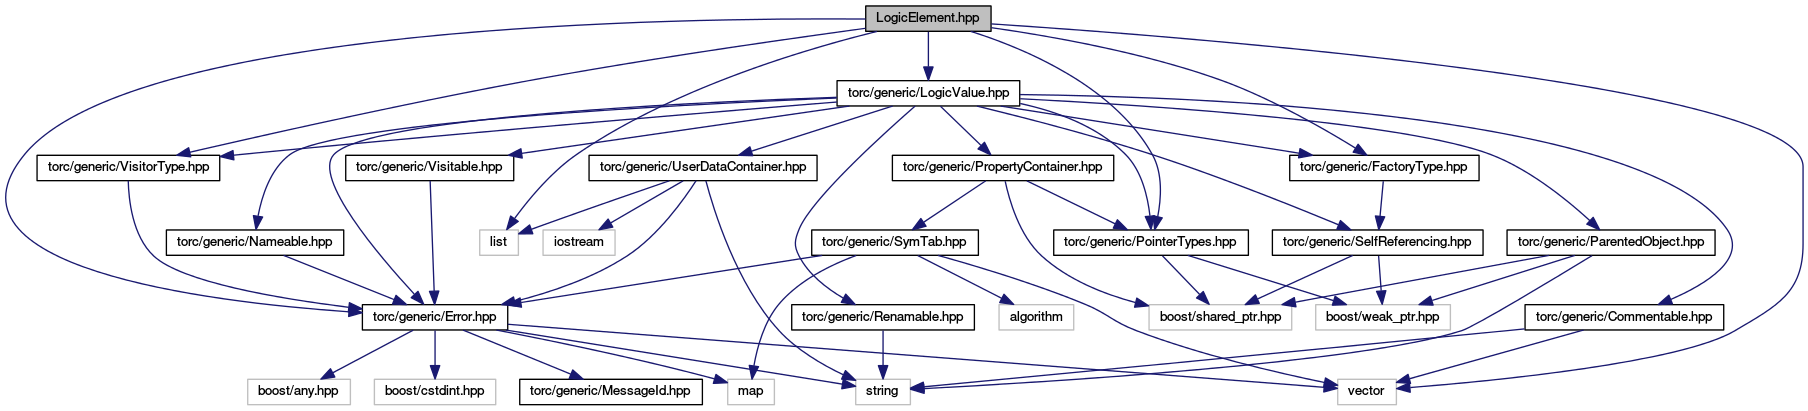 LogicElement.hpp
torc/generic/LogicValue.hpp
torc/generic/VisitorType.hpp
torc/generic/Visitable.hpp
torc/generic/UserDataContainer.hpp
torc/generic/PropertyContainer.hpp
torc/generic/FactoryType.hpp
torc/generic/Nameable.hpp
list
iostream
torc/generic/SymTab.hpp
torc/generic/PointerTypes.hpp
torc/generic/SelfReferencing.hpp
torc/generic/ParentedObject.hpp
torc/generic/Error.hpp
torc/generic/Renamable.hpp
algorithm
boost/shared_ptr.hpp
boost/weak_ptr.hpp
torc/generic/Commentable.hpp
boost/any.hpp
boost/cstdint.hpp
torc/generic/MessageId.hpp
map
string
vector